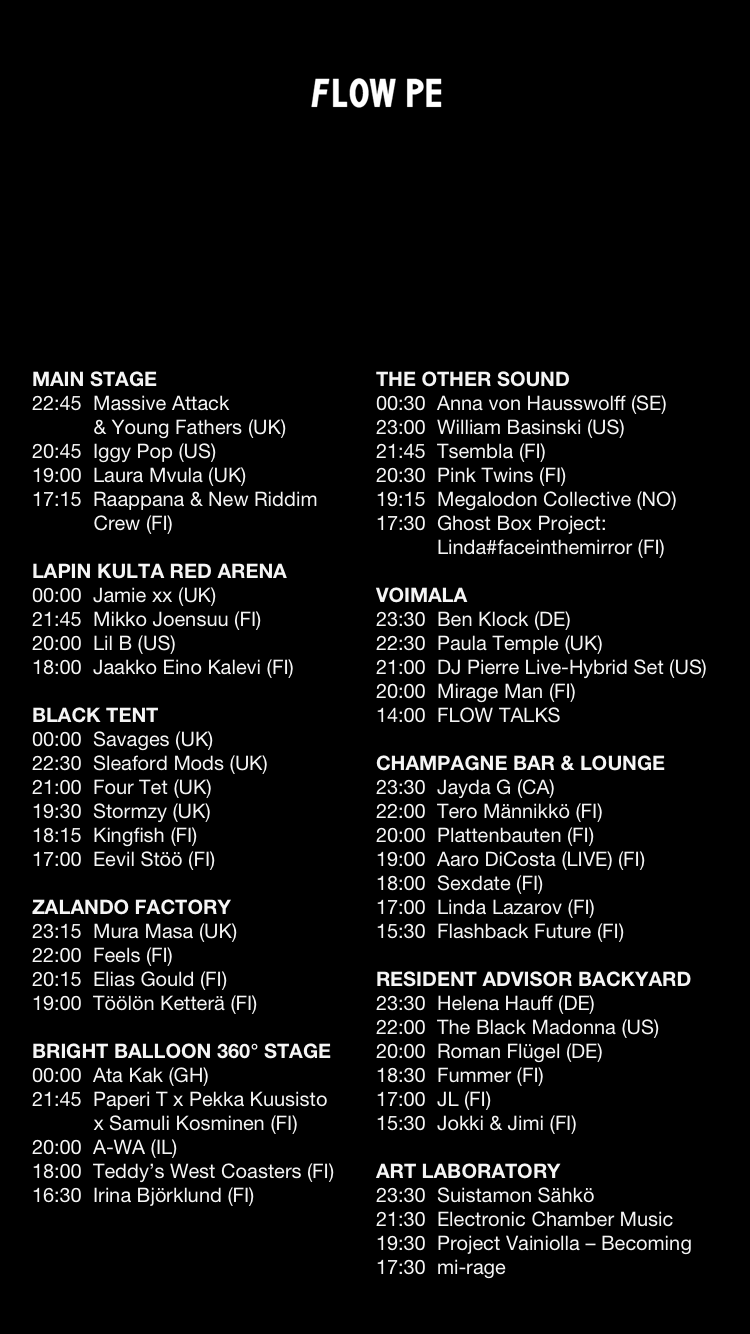 FLOW PE
MAIN STAGE
22:45 Massive Attack
& Young Fathers (UK)
20:45 Iggy Pop (US)
19:00 Laura Mvula (UK)
17:15 Raappana & New Riddim
Crew (FI)
LAPIN KULTA RED ARENA
00:00 Jamie xx (UK)
21:45 Mikko Joensuu (FI)
20:00 Lil B (US)
18:00 Jaakko Eino Kalevi (FI)
BLACK TENT
00:00 Savages (UK)
22:30 Sleaford Mods (UK)
21:00 Four Tet (UK)
19:30 Stormzy (UK)
18:15 Kingfish (FI)
17:00 Eevil Stöö (FI)
ZALANDO FACTORY
23:15 Mura Masa (UK)
22:00 Feels (FI)
20:15 Elias Gould (FI)
19:00 Töölön Ketterä (FI)
BRIGHT BALLOON 360° STAGE
00:00 Ata Kak (GH)
21:45 Paperi T x Pekka Kuusisto
x Samuli Kosminen (FI)
20:00 A-WA (IL)
18:00 Teddy’s West Coasters (FI)
16:30 Irina Björklund (FI)
THE OTHER SOUND
00:30 Anna von Hausswolff (SE)
23:00 William Basinski (US)
21:45 Tsembla (FI)
20:30 Pink Twins (FI)
19:15 Megalodon Collective (NO)
17:30 Ghost Box Project:
Linda#faceinthemirror (FI)
VOIMALA
23:30 Ben Klock (DE)
22:30 Paula Temple (UK)
21:00 DJ Pierre Live-Hybrid Set (US)
20:00 Mirage Man (FI)
14:00 FLOW TALKS
CHAMPAGNE BAR & LOUNGE
23:30 Jayda G (CA)
22:00 Tero Männikkö (FI)
20:00 Plattenbauten (FI)
19:00 Aaro DiCosta (LIVE) (FI)
18:00 Sexdate (FI)
17:00 Linda Lazarov (FI)
15:30 Flashback Future (FI)
RESIDENT ADVISOR BACKYARD
23:30 Helena Hauff (DE)
22:00 The Black Madonna (US)
20:00 Roman Flügel (DE)
18:30 Fummer (FI)
17:00 JL (FI)
15:30 Jokki & Jimi (FI)
ART LABORATORY
23:30 Suistamon Sähkö
21:30 Electronic Chamber Music
19:30 Project Vainiolla – Becoming
17:30 mi-rage